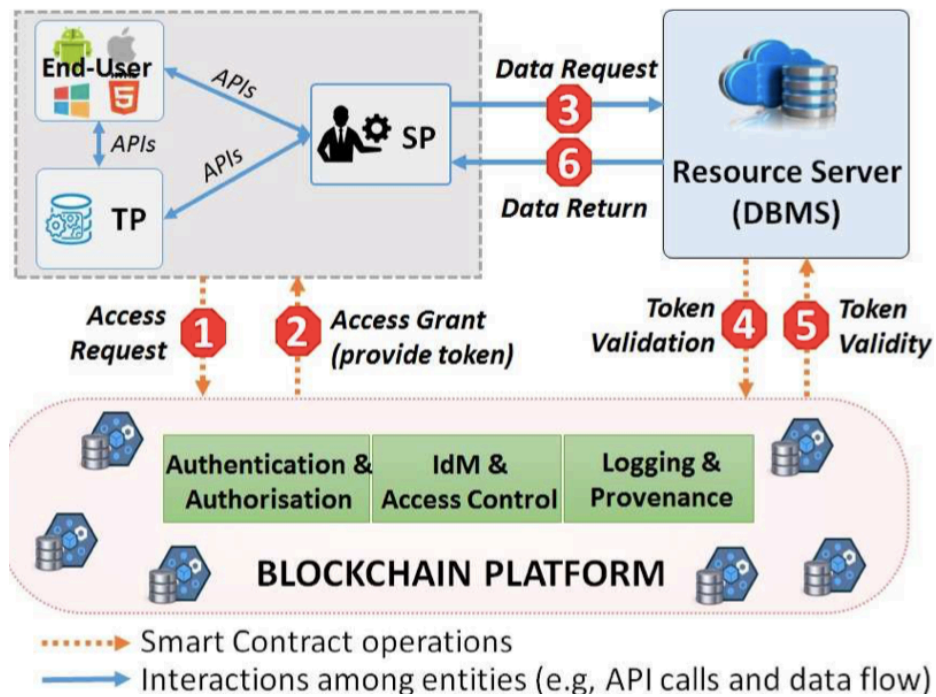 End-User
APIs
APIs
APIs
TP
SP
Data Request
3
6
Data Return
Resource Server
(DBMS)
Access
Request
1
2
Access Grant
(provide token)
Token
Validation
4
5
Token
Validity
Authentication &
Authorisation
IdM &
Access Control
Logging &
Provenance
BLOCKCHAIN PLATFORM
Smart Contract operations
Interactions among entities (e.g, API calls and data flow)